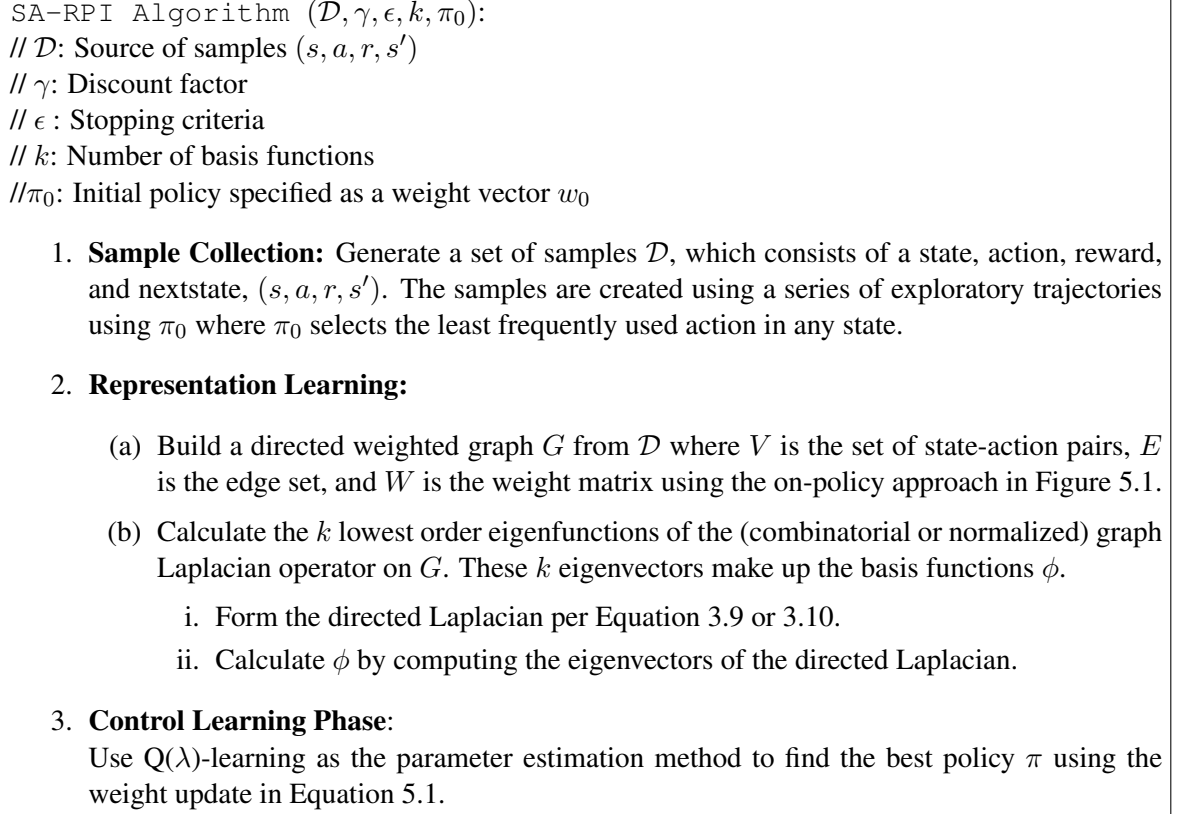 SA-RPI Algorithm (𝒟, γ, ϵ, k, π₀):
// 𝒟: Source of samples (s, a, r, s′)
// γ: Discount factor
// ϵ : Stopping criteria
// k: Number of basis functions
//π₀: Initial policy specified as a weight vector w₀
1. Sample Collection: Generate a set of samples 𝒟, which consists of a state, action, reward,
and nextstate, (s, a, r, s′). The samples are created using a series of exploratory trajectories
using π₀ where π₀ selects the least frequently used action in any state.
2. Representation Learning:
(a) Build a directed weighted graph G from 𝒟 where V is the set of state-action pairs, E
is the edge set, and W is the weight matrix using the on-policy approach in Figure 5.1.
(b) Calculate the k lowest order eigenfunctions of the (combinatorial or normalized) graph
Laplacian operator on G. These k eigenvectors make up the basis functions ϕ.
i. Form the directed Laplacian per Equation 3.9 or 3.10.
ii. Calculate ϕ by computing the eigenvectors of the directed Laplacian.
3. Control Learning Phase:
Use Q(λ)-learning as the parameter estimation method to find the best policy π using the
weight update in Equation 5.1.